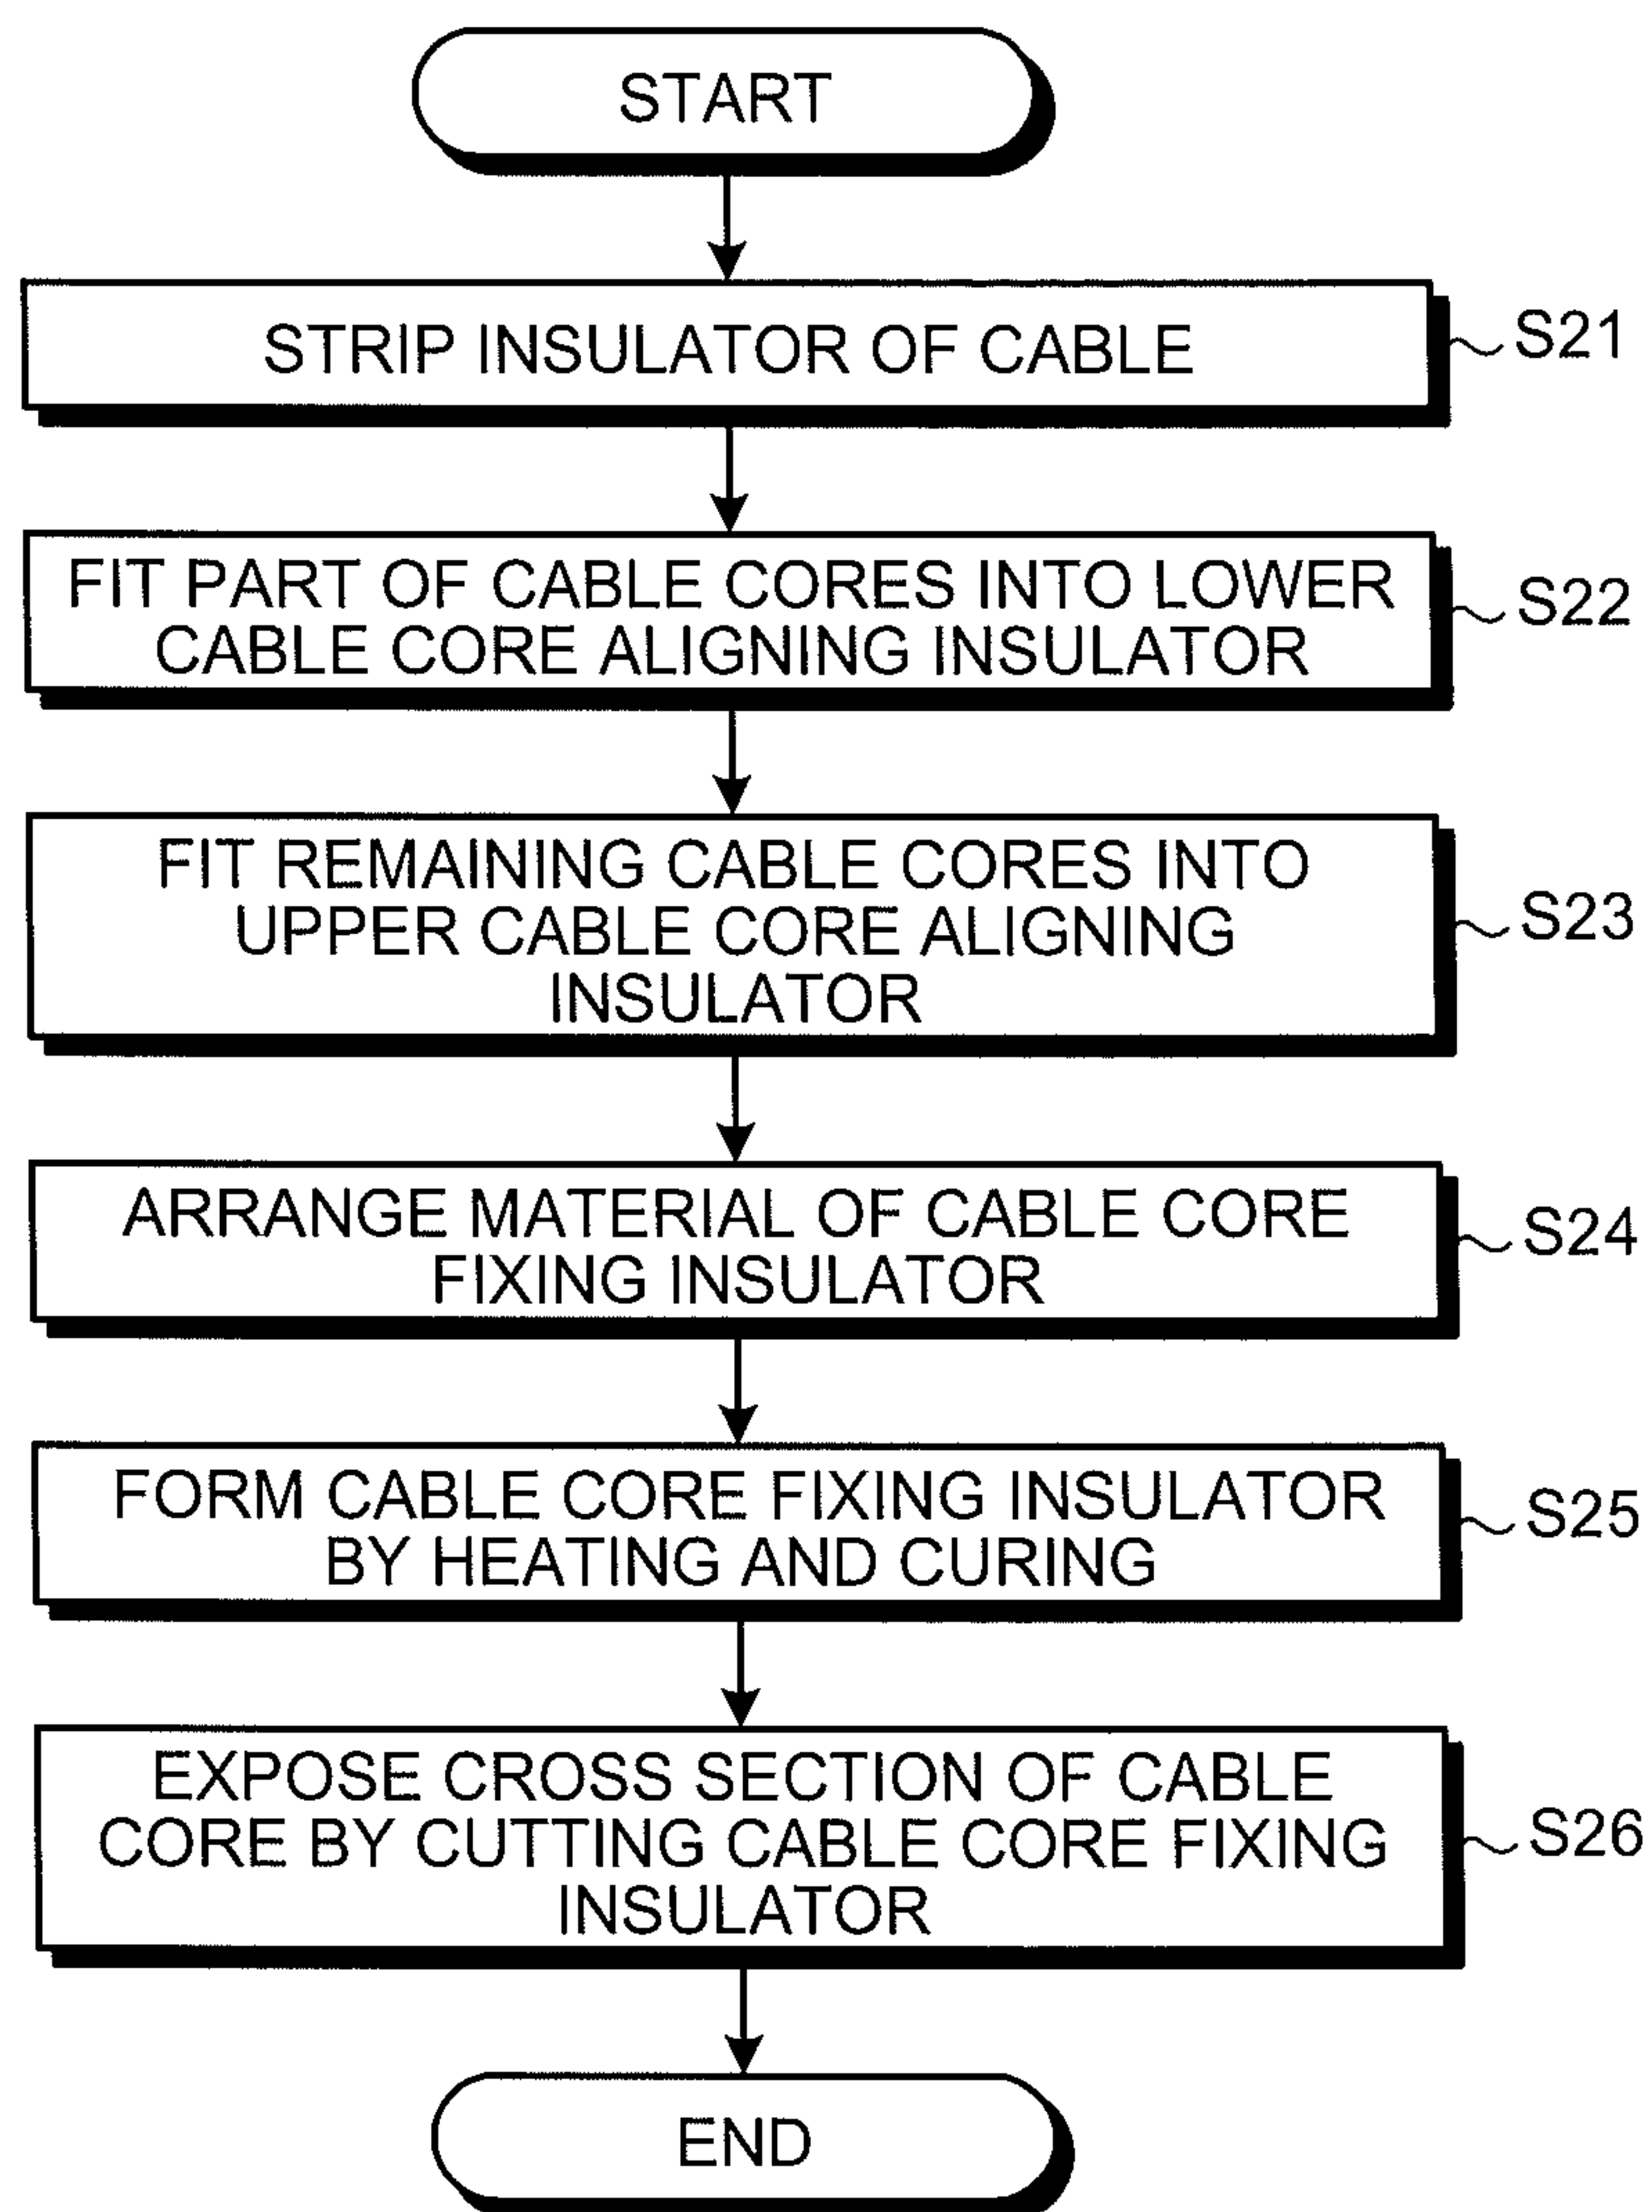 START
STRIP INSULATOR OF CABLE
S21
FIT PART OF CABLE CORES INTO LOWER
CABLE CORE ALIGNING INSULATOR
S22
FIT REMAINING CABLE CORES INTO
UPPER CABLE CORE ALIGNING
INSULATOR
S23
ARRANGE MATERIAL OF CABLE CORE
FIXING INSULATOR
S24
FORM CABLE CORE FIXING INSULATOR
BY HEATING AND CURING
S25
EXPOSE CROSS SECTION OF CABLE
CORE BY CUTTING CABLE CORE FIXING
INSULATOR
S26
END